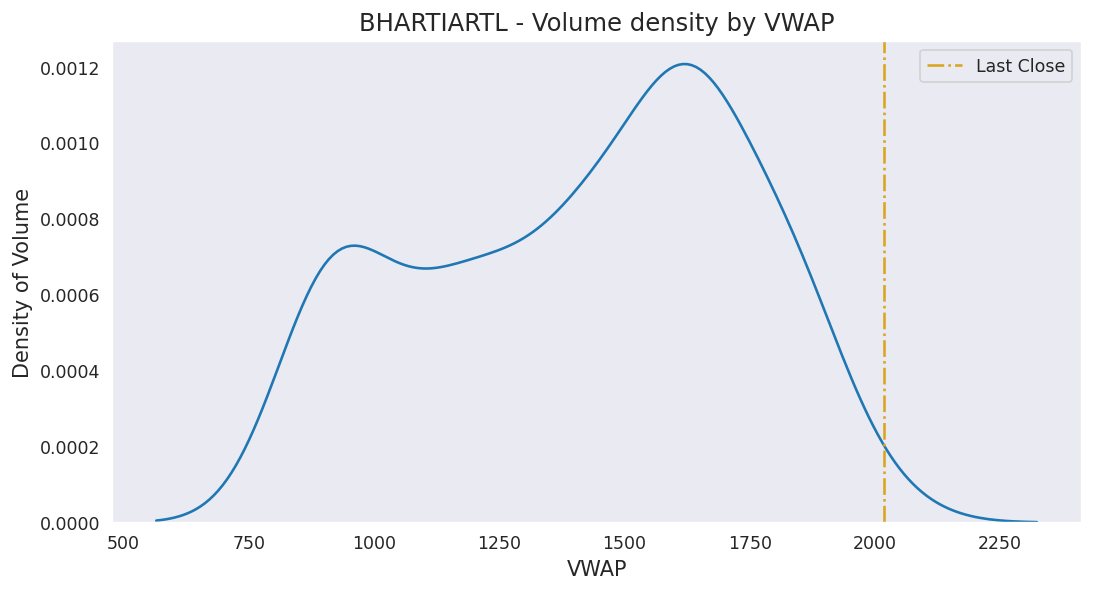 BHARTIARTL - Volume density by VWAP
Last Close
Density of Volume
0.0012
0.0010
0.0008
0.0006
0.0004
0.0002
0.0000
500 750 1000 1250 1500 1750 2000 2250
VWAP